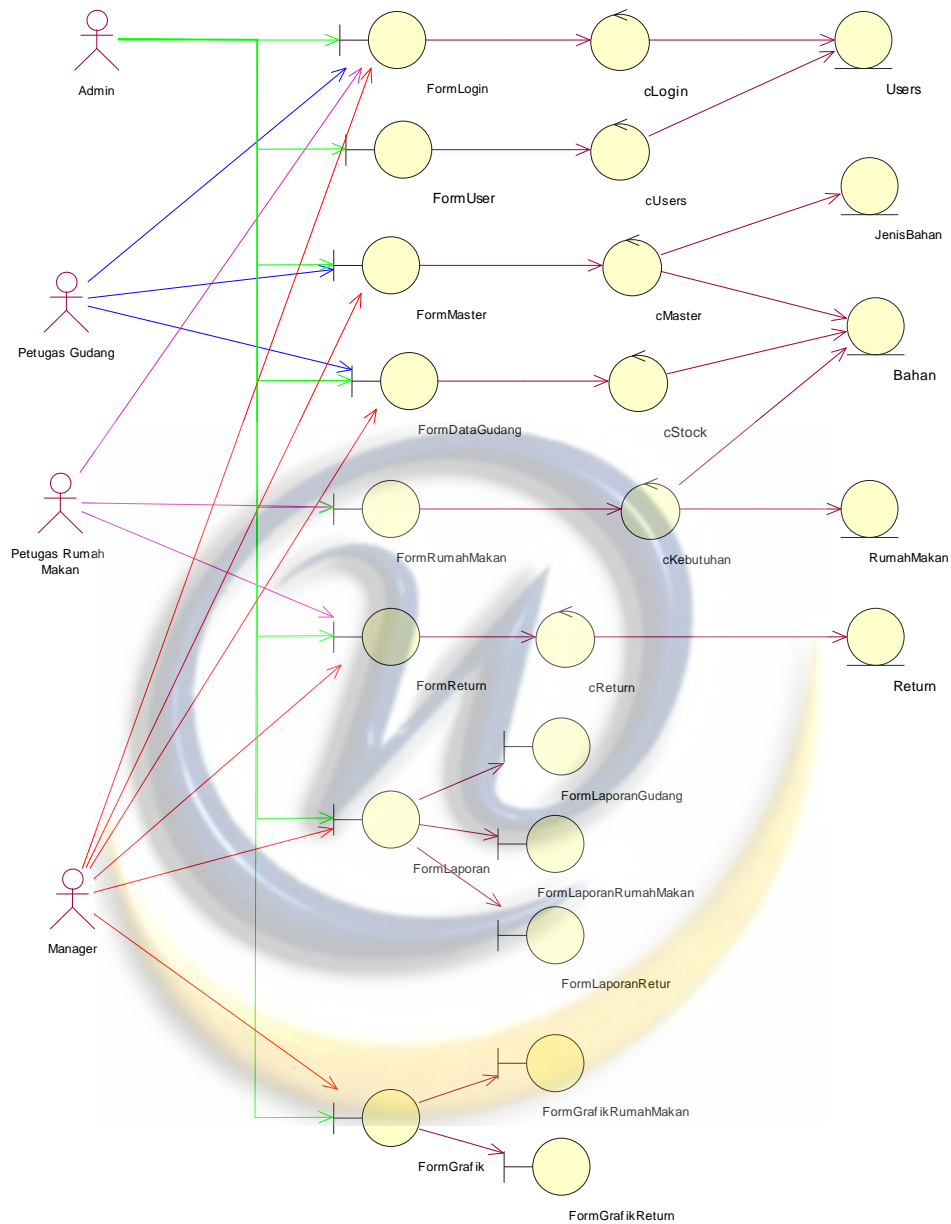 Admin
FormLogin
cLogin
Users
FormUser
cUsers
JenisBahan
Petugas Gudang
FormMaster
cMaster
Bahan
FormDataGudang
cStock
Petugas Rumah
Makan
FormRumahMakan
cKebutuhan
RumahMakan
FormReturn
cReturn
Return
FormLaporanGudang
FormLaporan
FormLaporanRumahMakan
Manager
FormLaporanRetur
FormGrafikRumahMakan
FormGrafik
FormGrafikReturn